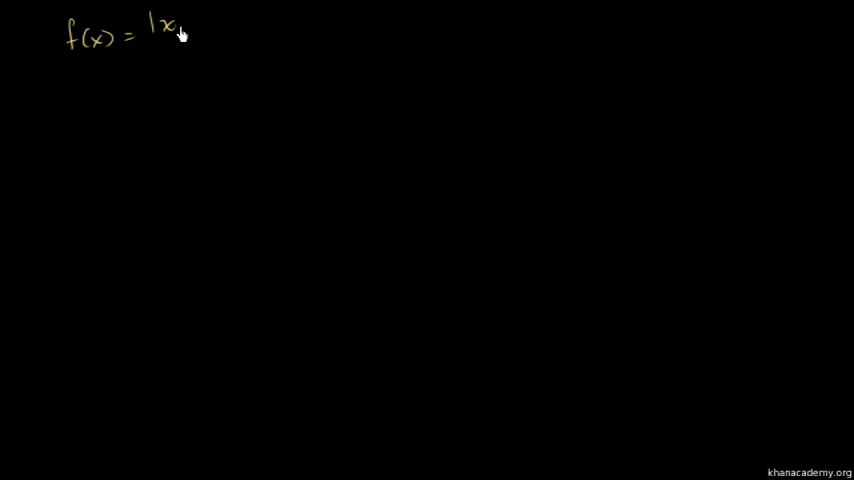 f(x) = |x
khanacademy.org